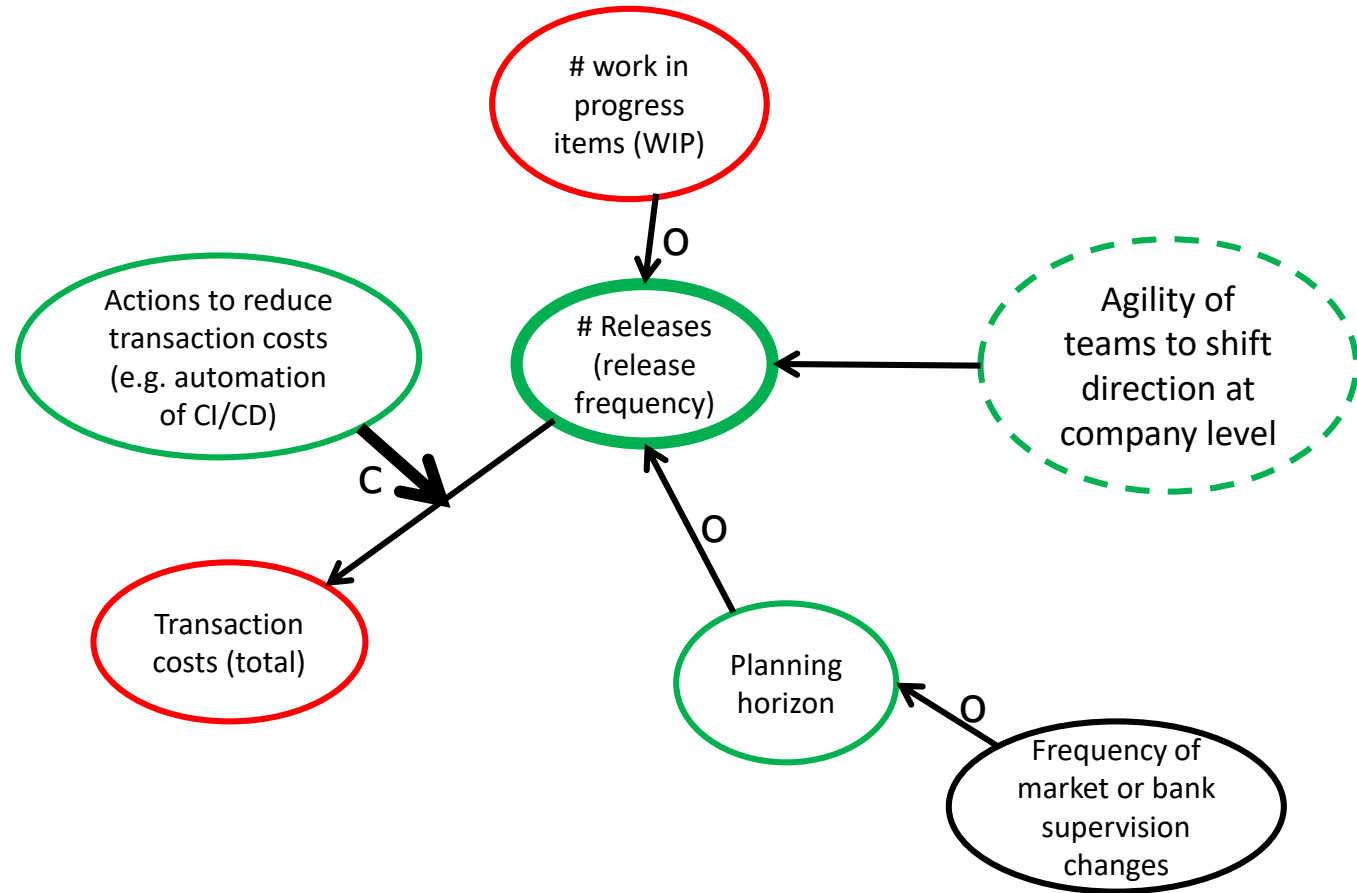 # work in
progress
items (WIP)
O
Actions to reduce
transaction costs
(e.g. automation
of CI/CD)
# Releases
(release
frequency)
Agility of
teams to shift
direction at
company level
C
O
Transaction
costs (total)
Planning
horizon
O
Frequency of
market or bank
supervision
changes